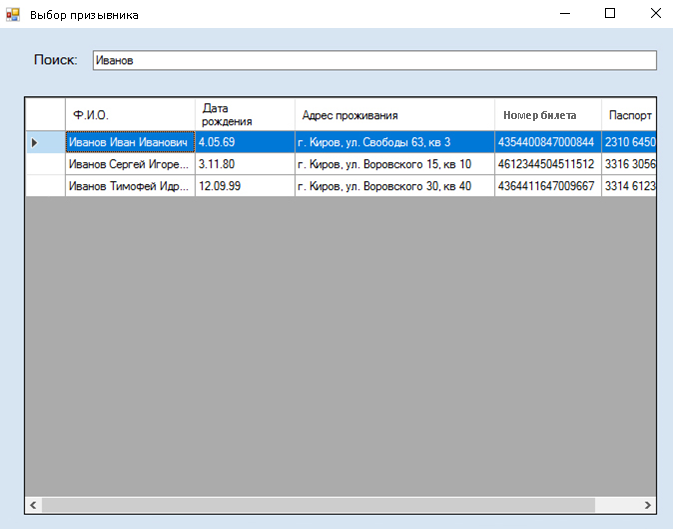 Выбор призывника
Поиск: Иванов
Ф.И.О. Дата рождения Адрес проживания Номер билета Паспорт
Иванов Иван Иванович 4.05.69 г. Киров, ул. Свободы 63, кв 3 4354400847000844 2310 6450
Иванов Сергей Игоре... 3.11.80 г. Киров, ул. Воровского 15, кв 10 4612344504511512 3316 3056
Иванов Тимофей Идр... 12.09.99 г. Киров, ул. Воровского 30, кв 40 4364411647009667 3314 6123